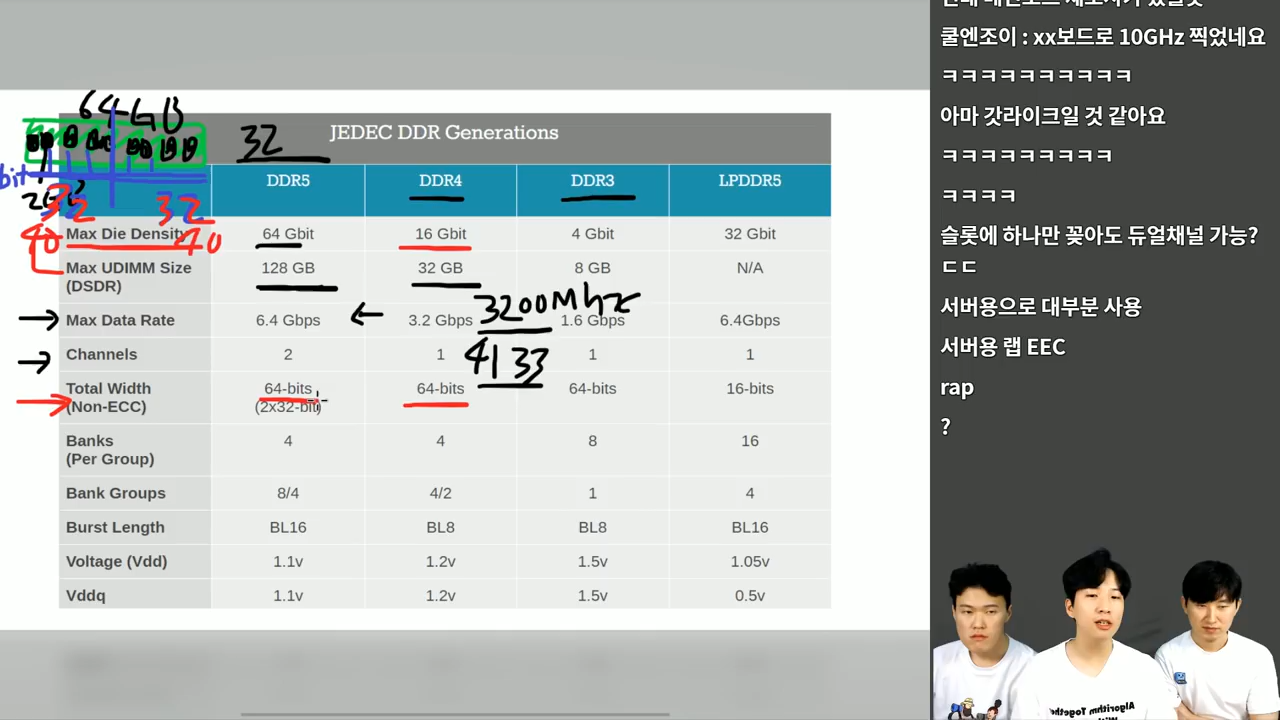 쿨엔조이 : xx보드로 10GHz 찍었네요
ㅋㅋㅋㅋㅋㅋㅋㅋㅋㅋ
아마 갓라이크일 것 같아요
ㅋㅋㅋㅋㅋㅋㅋㅋㅋ
ㅋㅋㅋㅋ
슬롯에 하나만 꽂아도 듀얼채널 가능?
ㄷㄷ
서버용으로 대부분 사용
서버용 랩 EEC
rap
?
64GB
32
JEDEC DDR Generations
bit
DDR5 DDR4 DDR3 LPDDR5
32 32
40 40
Max Die Density 64 Gbit 16 Gbit 4 Gbit 32 Gbit
Max UDIMM Size 128 GB 32 GB 8 GB N/A
(DSDR)
3200Mhz
Max Data Rate 6.4 Gbps 3.2 Gbps 1.6 Gbps 6.4Gbps
Channels 2 1 1 1
4133
Total Width 64-bits 64-bits 64-bits 16-bits
(Non-ECC) (2x32-bit)
Banks 4 4 8 16
(Per Group)
Bank Groups 8/4 4/2 1 4
Burst Length BL16 BL8 BL8 BL16
Voltage (Vdd) 1.1v 1.2v 1.5v 1.05v
Vddq 1.1v 1.2v 1.5v 0.5v
Algorithm Togethe